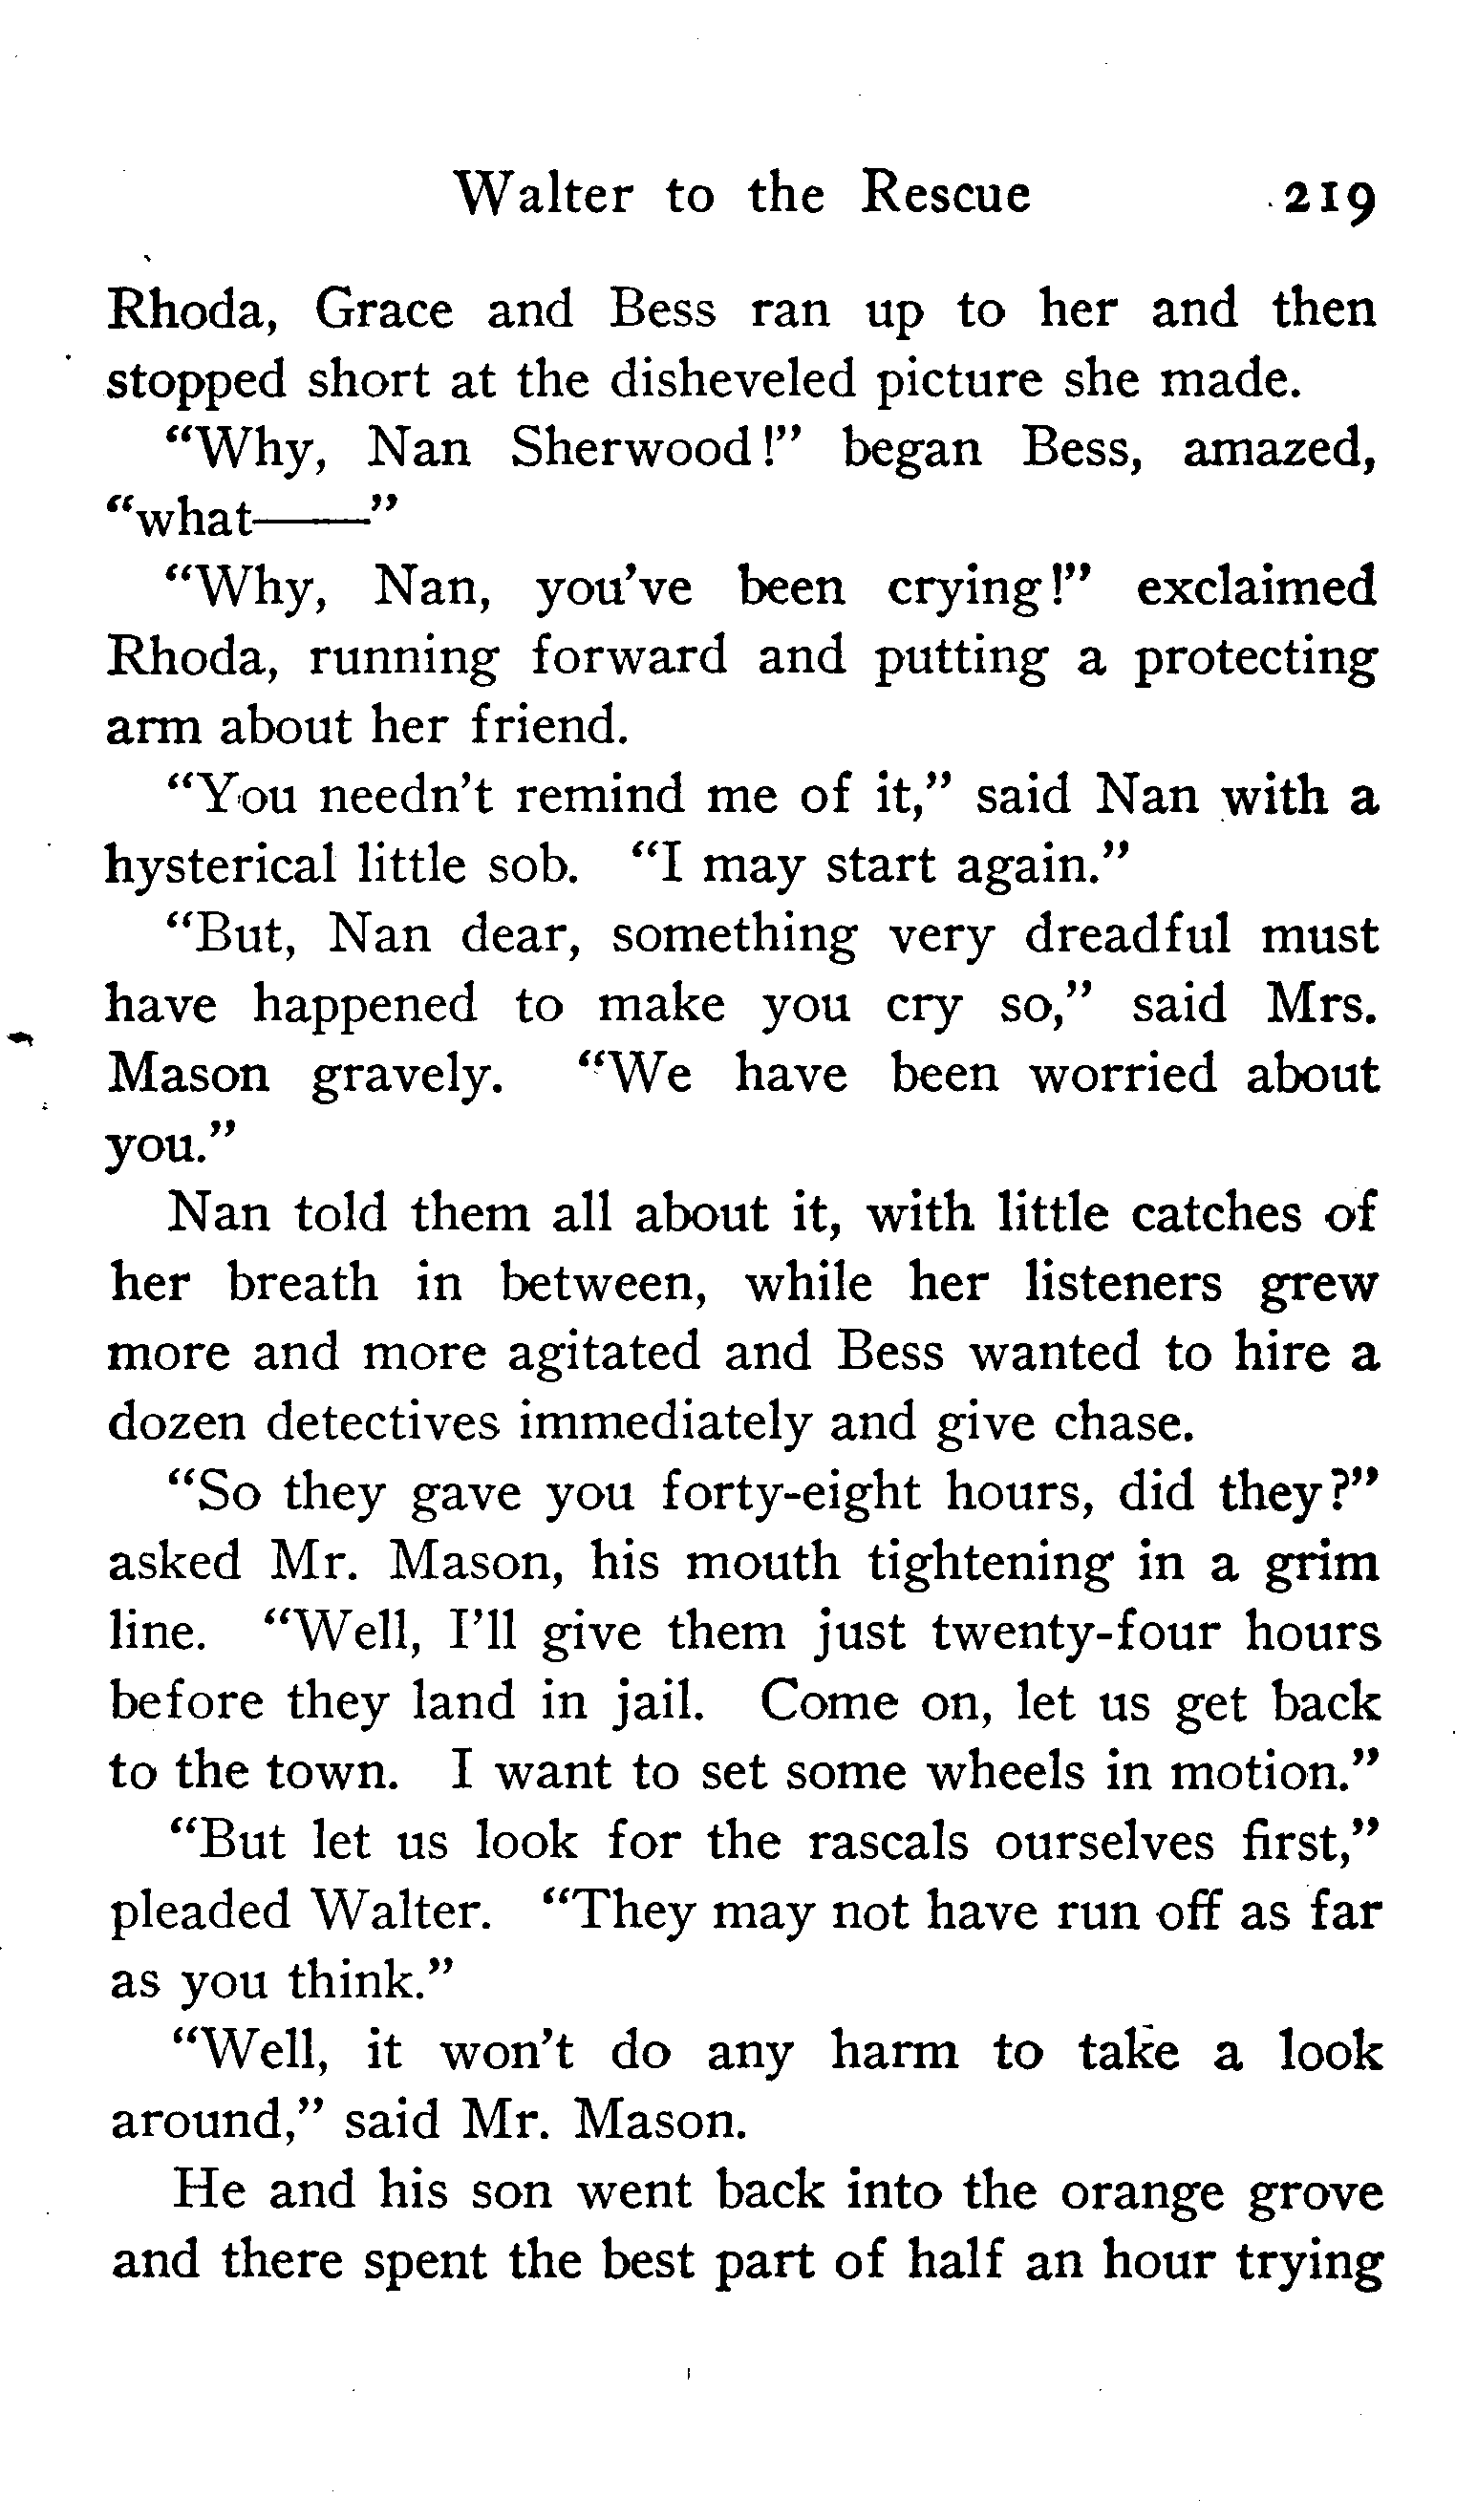 Walter to the Rescue 219
Rhoda, Grace and Bess ran up to her and then
stopped short at the disheveled picture she made.
"Why, Nan Sherwood!" began Bess, amazed,
"what——"
"Why, Nan, you've been crying!" exclaimed
Rhoda, running forward and putting a protecting
arm about her friend.
"You needn't remind me of it," said Nan with a
hysterical little sob. "I may start again."
"But, Nan dear, something very dreadful must
have happened to make you cry so," said Mrs.
Mason gravely. "We have been worried about
you."
Nan told them all about it, with little catches of
her breath in between, while her listeners grew
more and more agitated and Bess wanted to hire a
dozen detectives immediately and give chase.
"So they gave you forty-eight hours, did they?"
asked Mr. Mason, his mouth tightening in a grim
line. "Well, I'll give them just twenty-four hours
before they land in jail. Come on, let us get back
to the town. I want to set some wheels in motion."
"But let us look for the rascals ourselves first,"
pleaded Walter. "They may not have run off as far
as you think."
"Well, it won't do any harm to take a look
around," said Mr. Mason.
He and his son went back into the orange grove
and there spent the best part of half an hour trying